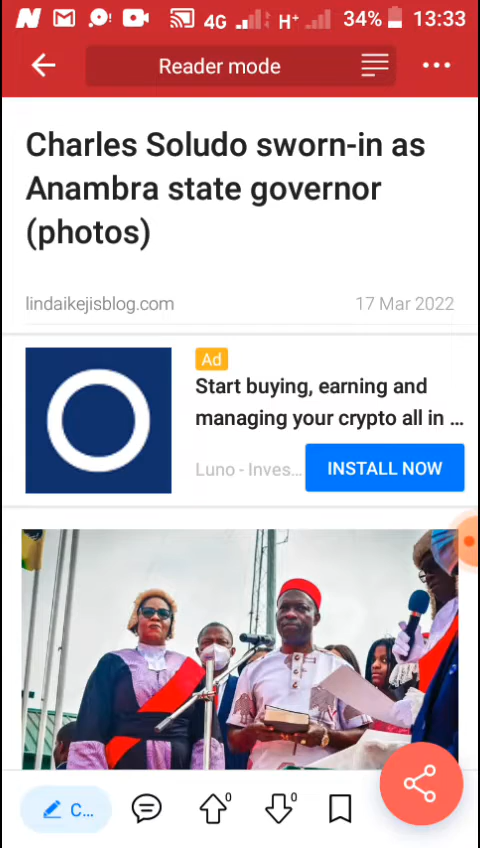 4G H+ 34% 13:33
Reader mode
Charles Soludo sworn-in as
Anambra state governor
(photos)
lindaikejisblog.com 17 Mar 2022
Ad
Start buying, earning and
managing your crypto all in ...
Luno - Inves... INSTALL NOW
C... 0 0